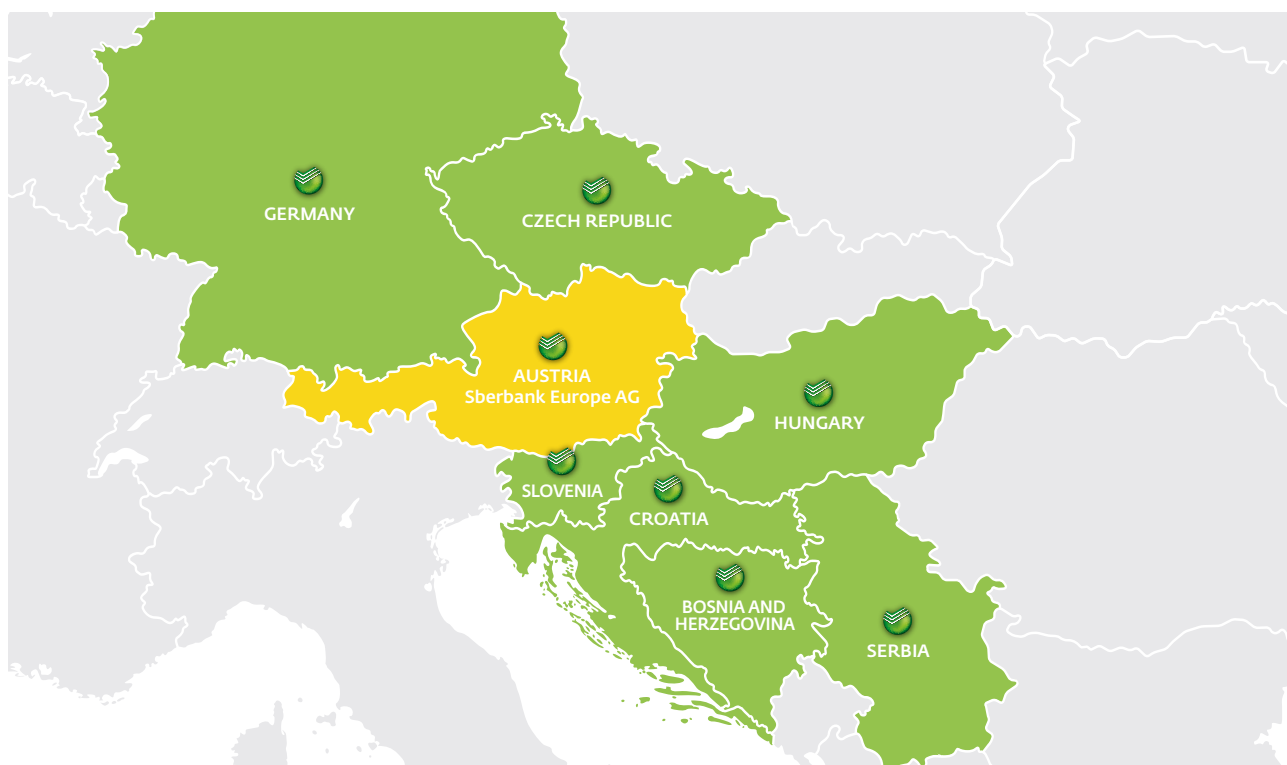 GERMANY
CZECH REPUBLIC
AUSTRIA
Sberbank Europe AG
HUNGARY
SLOVENIA
CROATIA
BOSNIA AND
HERZEGOVINA
SERBIA